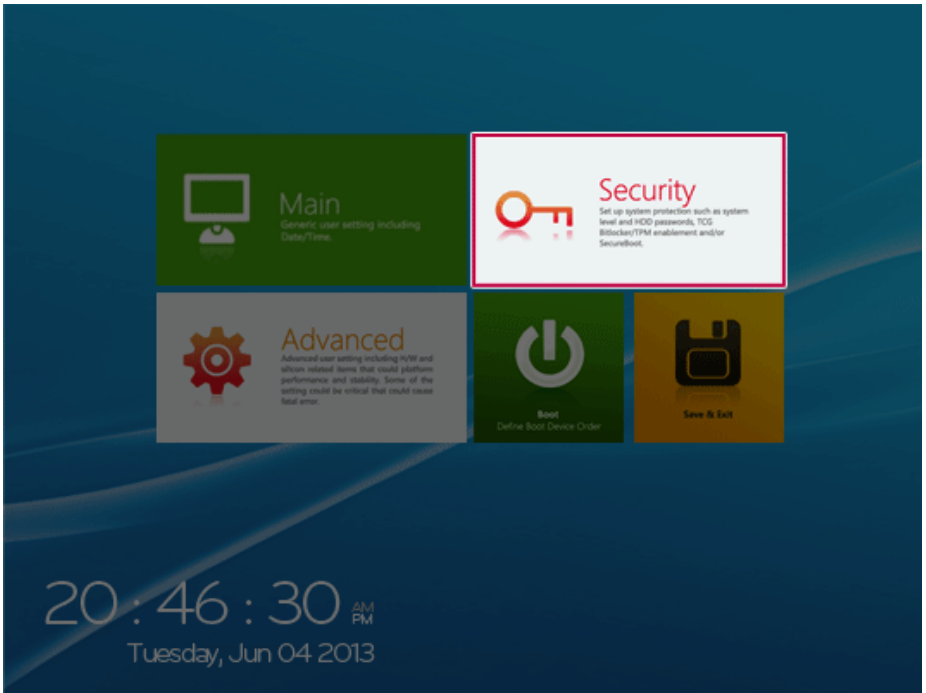 Main
Generic user setting including
Date/Time.
Security
Set up system protection such as system
level and HDD passwords, TCG
Bitlocker/TPM enablement and/or
SecureBoot.
Advanced
Advanced user setting including H/W and
silicon related items that could platform
performance and stability. Some of the
setting could be critical that could cause
fatal error.
Boot
Define Boot Device Order
Save & Exit
20 : 46 : 30 AM
PM
Tuesday, Jun 04 2013